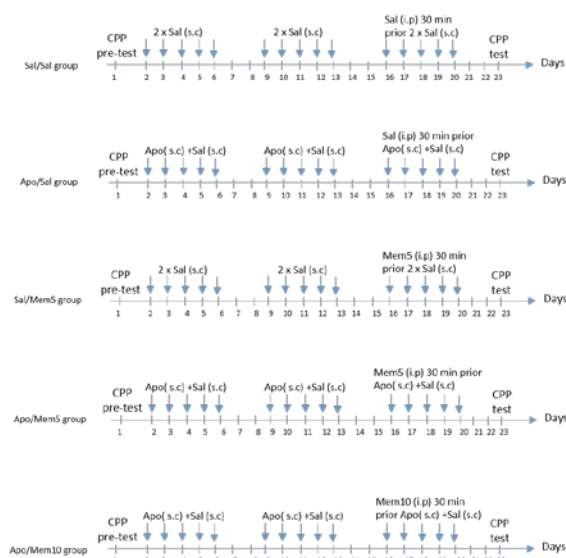 CPP 2 x Sal (s.c) 2 x Sal (s.c) Sal (i.p) 30 min CPP
pre-test prior 2 x Sal (s.c) test
Sal/Sal group Days
1 2 3 4 5 6 7 8 9 10 11 12 13 14 15 16 17 18 19 20 21 22 23
CPP Apo( s.c) +Sal (s.c) Apo( s.c) +Sal (s.c) Sal (i.p) 30 min prior CPP
pre-test Apo( s.c) +Sal (s.c) test
Apo/Sal group Days
1 2 3 4 5 6 7 8 9 10 11 12 13 14 15 16 17 18 19 20 21 22 23
CPP 2 x Sal (s.c) 2 x Sal (s.c) Mem5 (i.p) 30 min CPP
pre-test prior 2 x Sal (s.c) test
Sal/Mem5 group Days
1 2 3 4 5 6 7 8 9 10 11 12 13 14 15 16 17 18 19 20 21 22 23
CPP Apo( s.c) +Sal (s.c) Apo( s.c) +Sal (s.c) Mem5 (i.p) 30 min prior CPP
pre-test Apo( s.c) +Sal (s.c) test
Apo/Mem5 group Days
1 2 3 4 5 6 7 8 9 10 11 12 13 14 15 16 17 18 19 20 21 22 23
CPP Apo( s.c) +Sal (s.c) Apo( s.c) +Sal (s.c) Mem10 (i.p) 30 min CPP
pre-test prior Apo( s.c) +Sal (s.c) test
Apo/Mem10 group Days